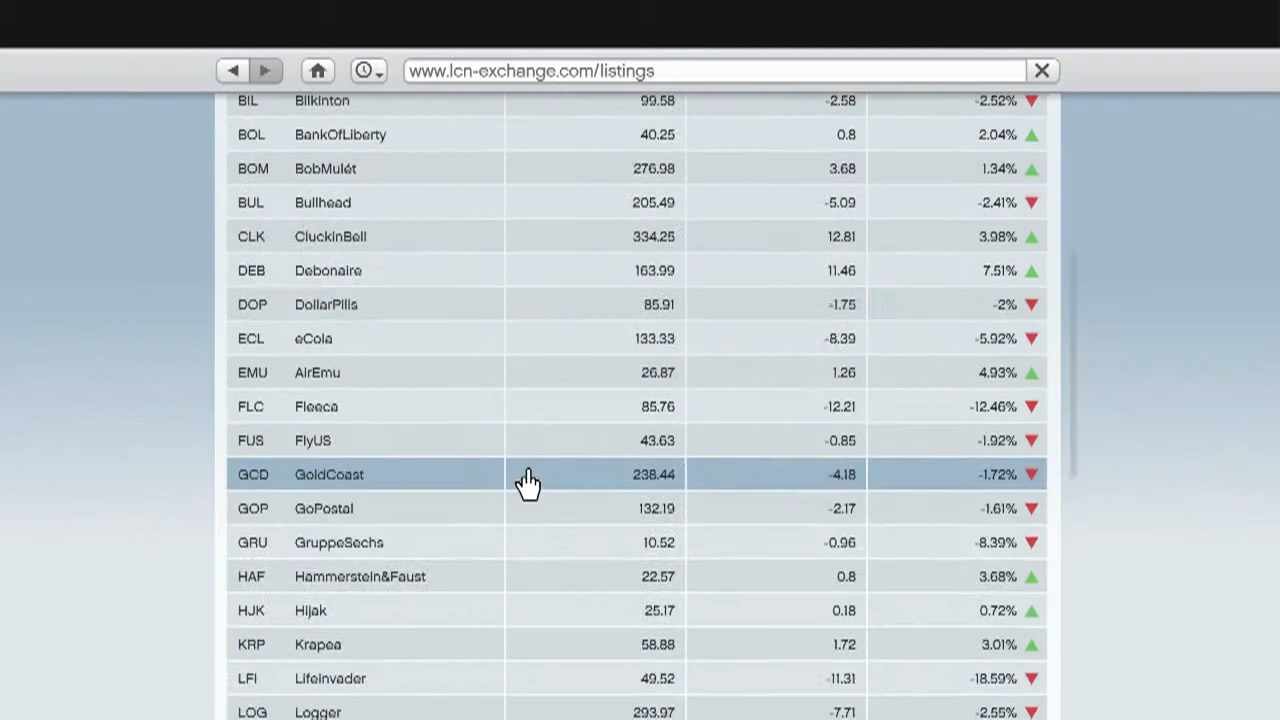 www.lcn-exchange.com/listings
BIL Bilkinton 99.58 -2.58 -2.52%
BOL BankOfLiberty 40.25 0.8 2.04%
BOM BobMulét 276.98 3.68 1.34%
BUL Bullhead 205.49 -5.09 -2.41%
CLK CluckinBell 334.25 12.81 3.98%
DEB Debonaire 163.99 11.46 7.51%
DOP DollarPills 85.91 -1.75 -2%
ECL eCola 133.33 -8.39 -5.92%
EMU AirEmu 26.87 1.26 4.93%
FLC Fleeca 85.76 -12.21 -12.46%
FUS FlyUS 43.63 -0.85 -1.92%
GCD GoldCoast 238.44 -4.18 -1.72%
GOP GoPostal 132.19 -2.17 -1.61%
GRU GruppeSechs 10.52 -0.96 -8.39%
HAF Hammerstein&Faust 22.57 0.8 3.68%
HJK Hijak 25.17 0.18 0.72%
KRP Krapea 58.88 1.72 3.01%
LFI Lifeinvader 49.52 -11.31 -18.59%
LOG Logger 293.97 -7.71 -2.55%